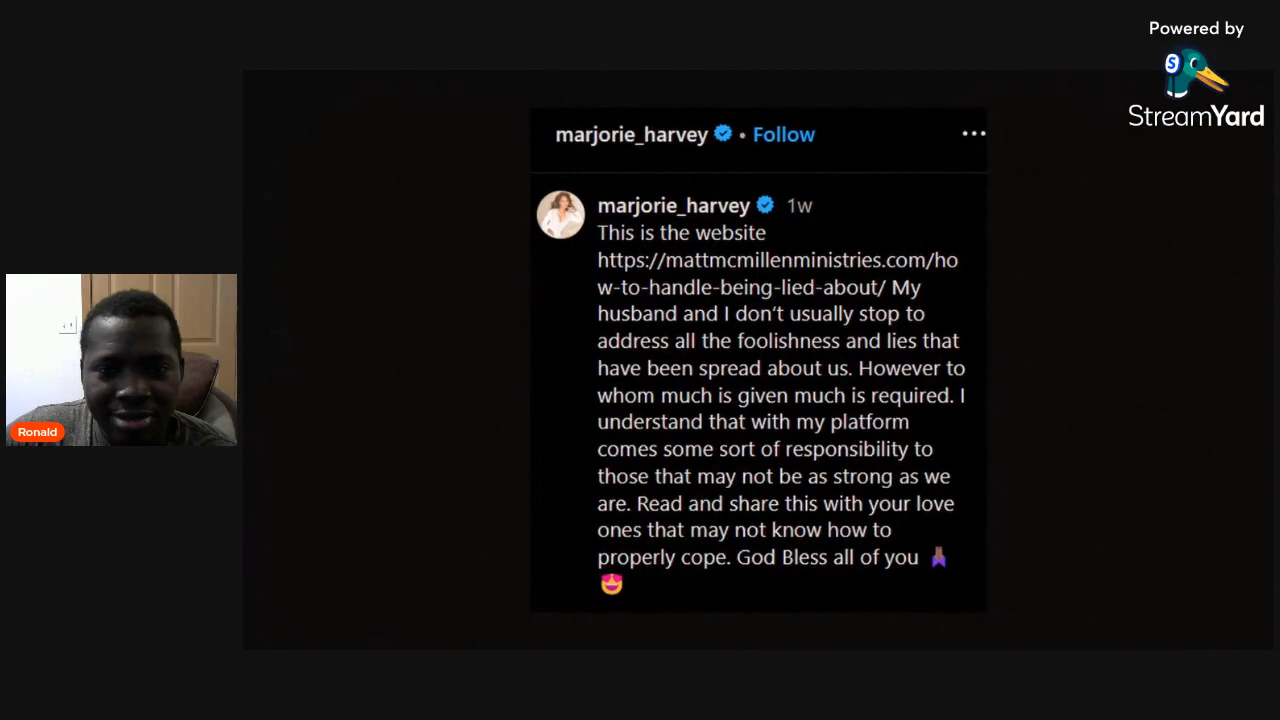 Powered by
S
StreamYard
marjorie_harvey • Follow •••
marjorie_harvey 1w
This is the website
https://mattmcmillenministries.com/ho
w-to-handle-being-lied-about/ My
husband and I don’t usually stop to
address all the foolishness and lies that
have been spread about us. However to
whom much is given much is required. I
understand that with my platform
comes some sort of responsibility to
those that may not be as strong as we
are. Read and share this with your love
ones that may not know how to
properly cope. God Bless all of you
Ronald